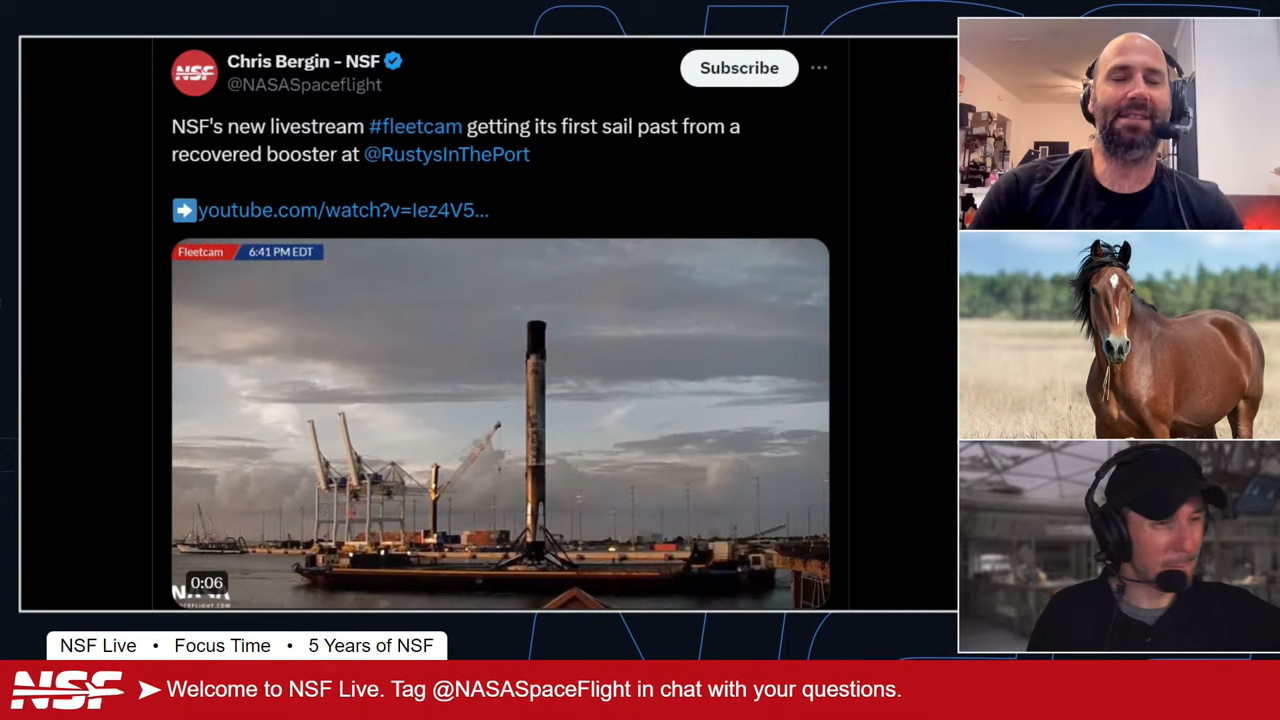 NSF
Chris Bergin - NSF
@NASASpaceflight
Subscribe
NSF's new livestream #fleetcam getting its first sail past from a
recovered booster at @RustysInThePort
youtube.com/watch?v=Iez4V5...
Fleetcam
6:41 PM EDT
0:06
NSF Live • Focus Time • 5 Years of NSF
NSF
Welcome to NSF Live. Tag @NASASpaceFlight in chat with your questions.